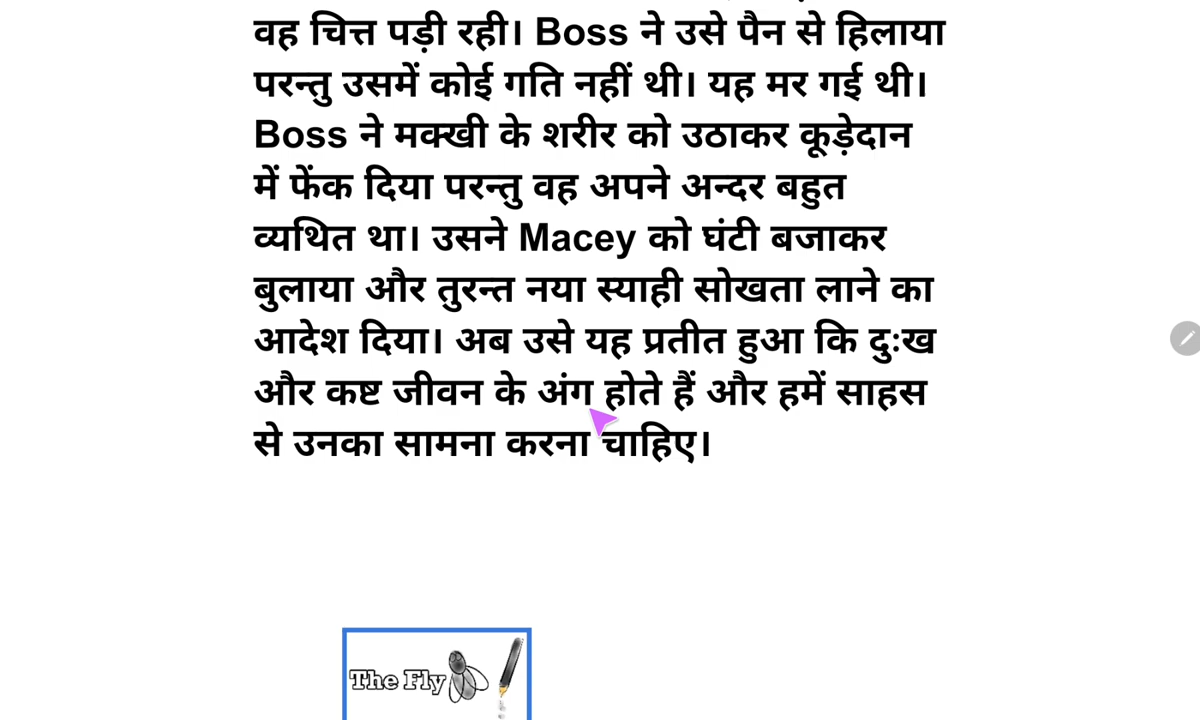 वह चित्त पड़ी रही। Boss ने उसे पैन से हिलाया
परन्तु उसमें कोई गति नहीं थी। यह मर गई थी।
Boss ने मक्खी के शरीर को उठाकर कूड़ेदान
में फेंक दिया परन्तु वह अपने अन्दर बहुत
व्यथित था। उसने Macey को घंटी बजाकर
बुलाया और तुरन्त नया स्याही सोखता लाने का
आदेश दिया। अब उसे यह प्रतीत हुआ कि दुःख
और कष्ट जीवन के अंग होते हैं और हमें साहस
से उनका सामना करना चाहिए।
The Fly